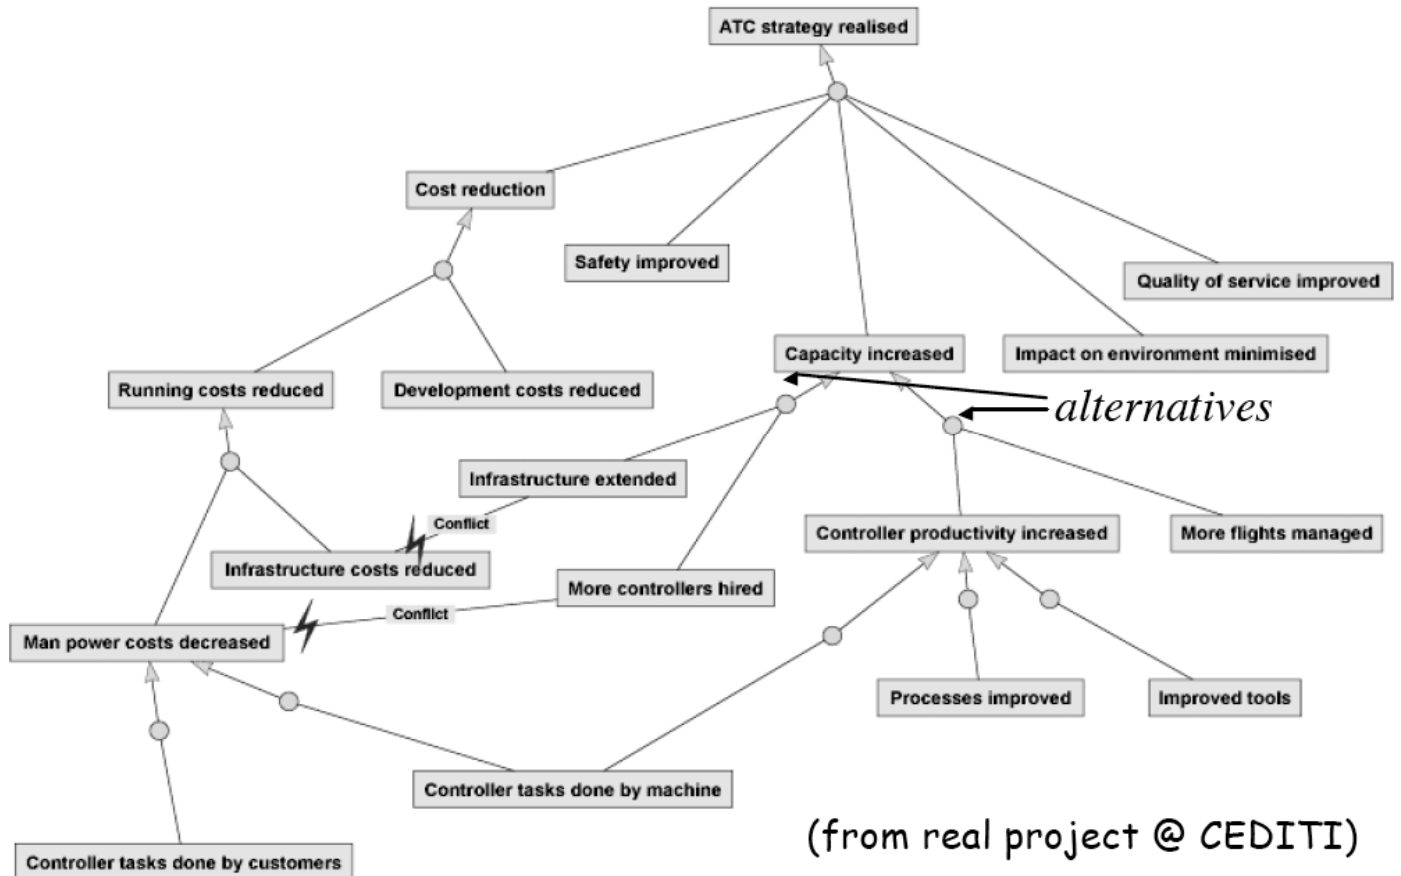 ATC strategy realised
Cost reduction
Safety improved
Quality of service improved
Capacity increased
Impact on environment minimised
Running costs reduced
Development costs reduced
alternatives
Infrastructure extended
Conflict
Controller productivity increased
More flights managed
Infrastructure costs reduced
More controllers hired
Conflict
Man power costs decreased
Processes improved
Improved tools
Controller tasks done by machine
(from real project @ CEDITI)
Controller tasks done by customers